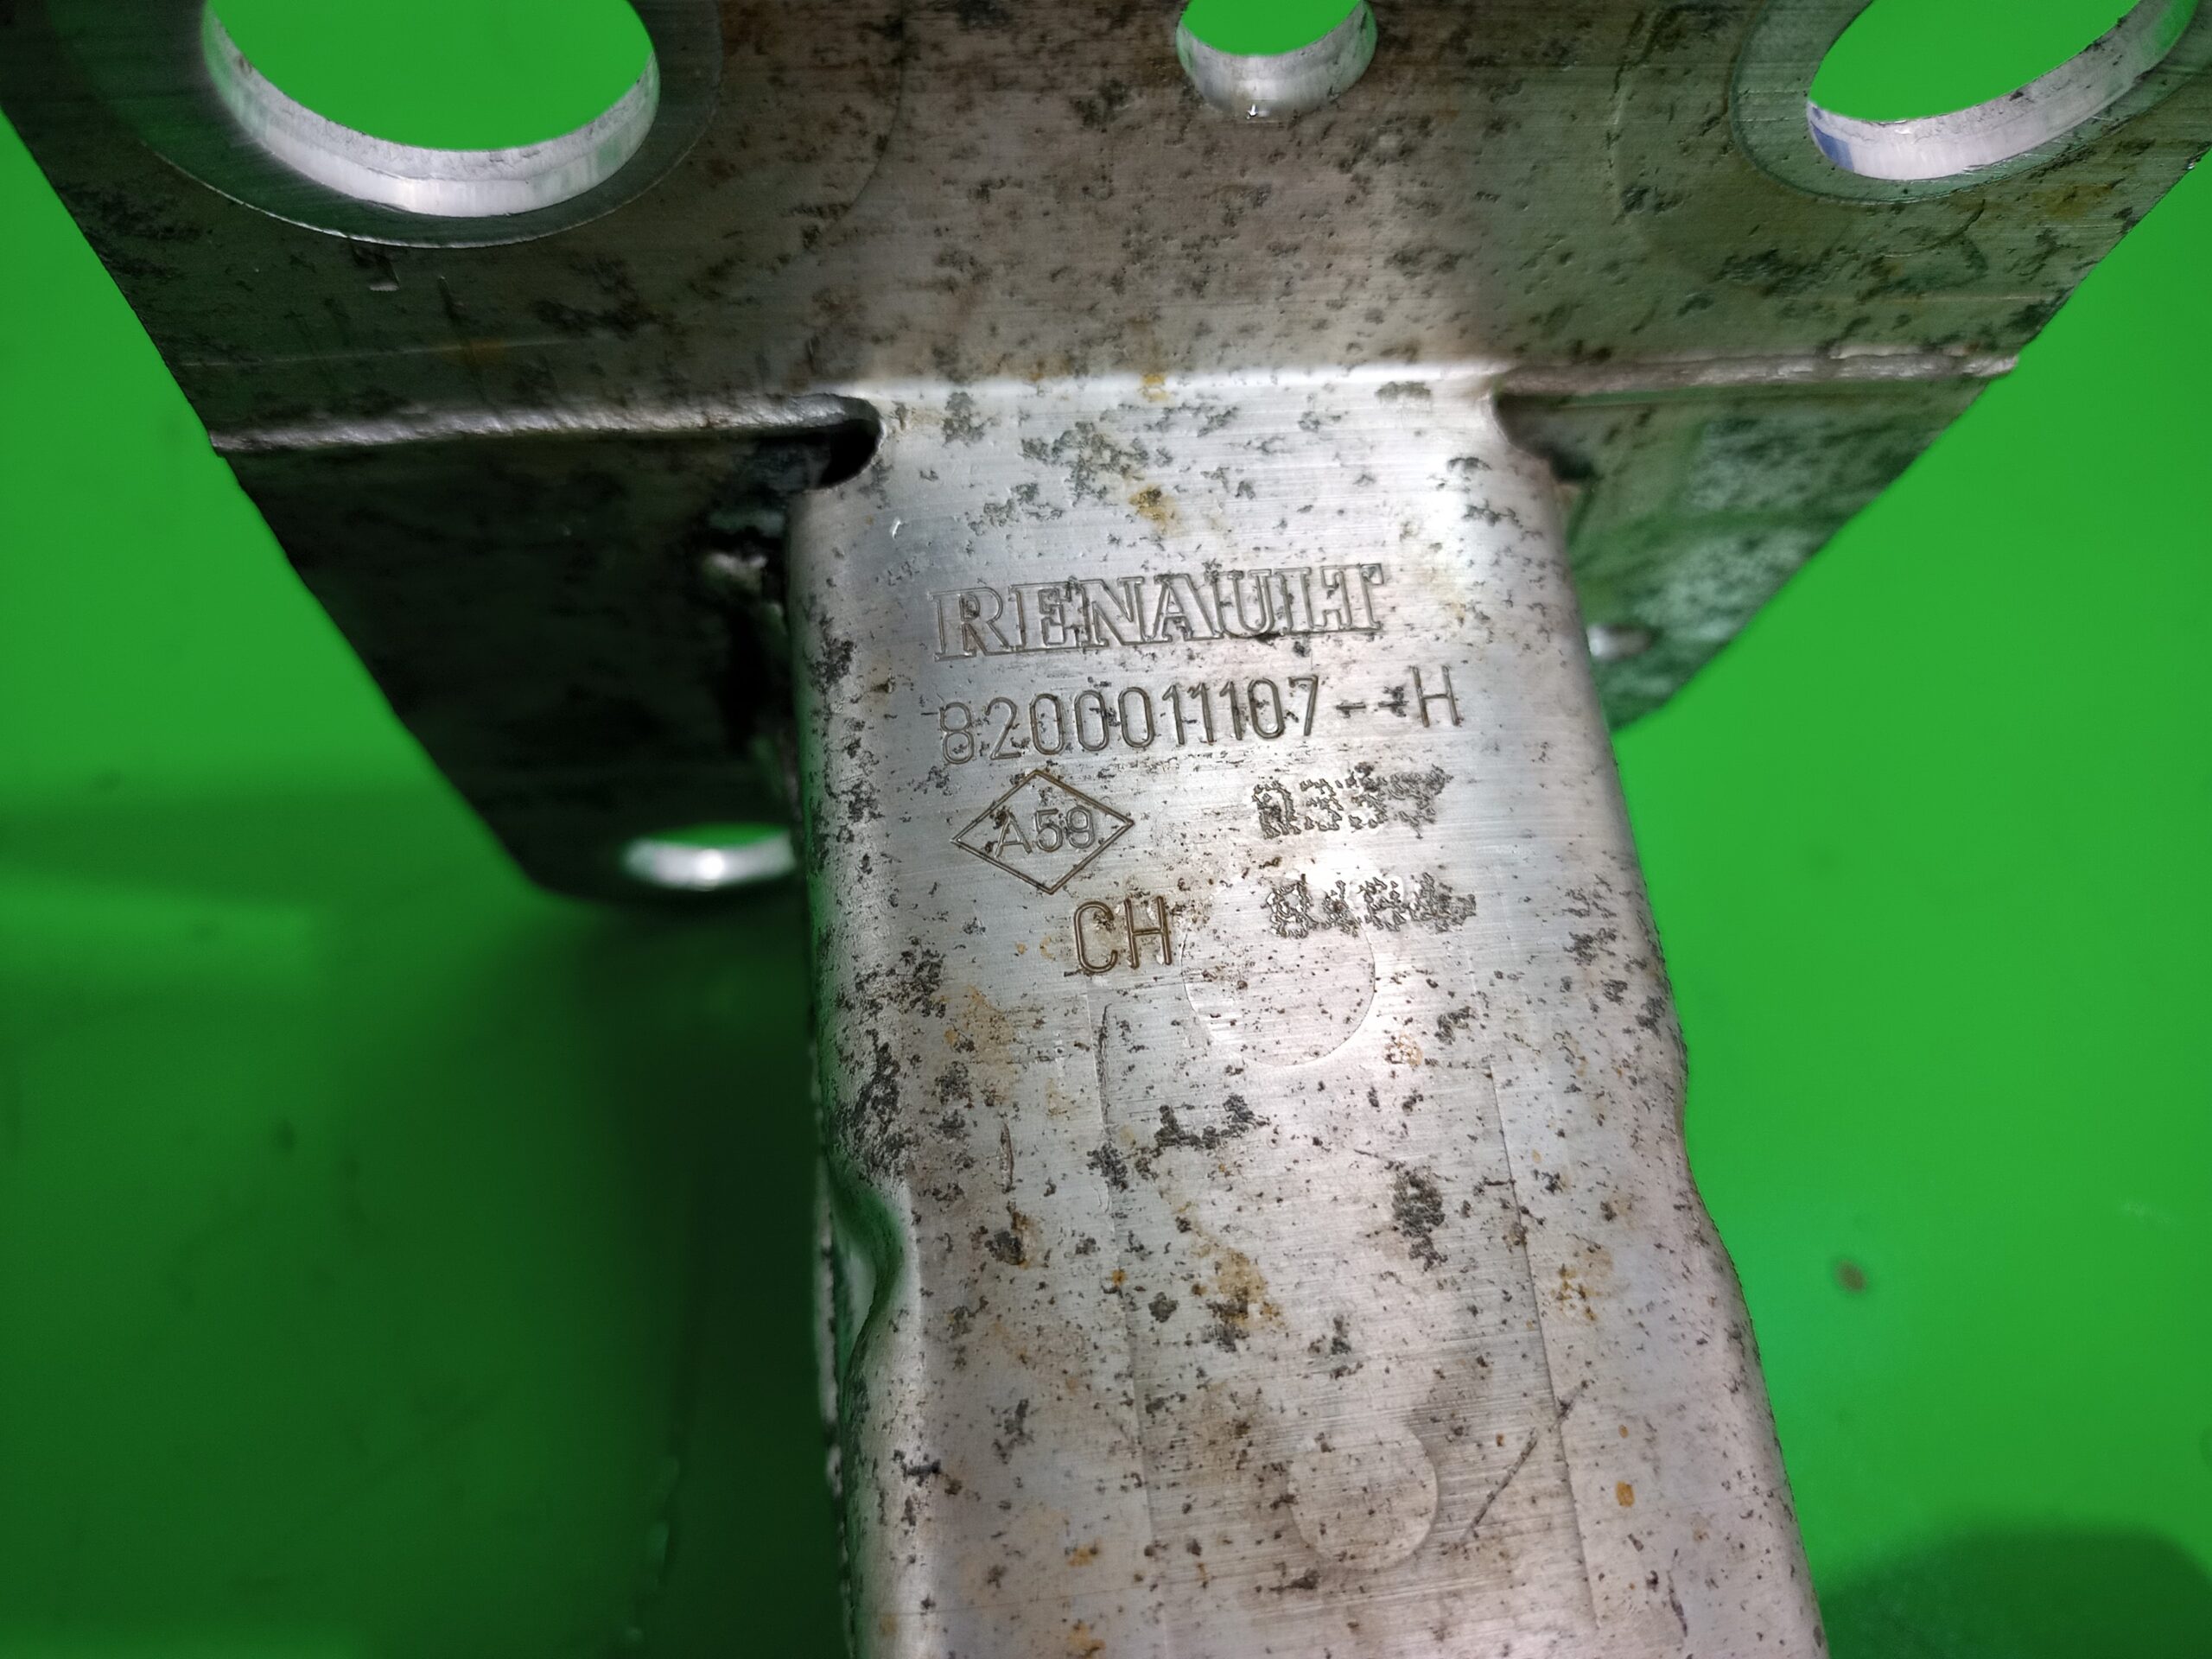 RENAULT
8200011107--H
A59
CH